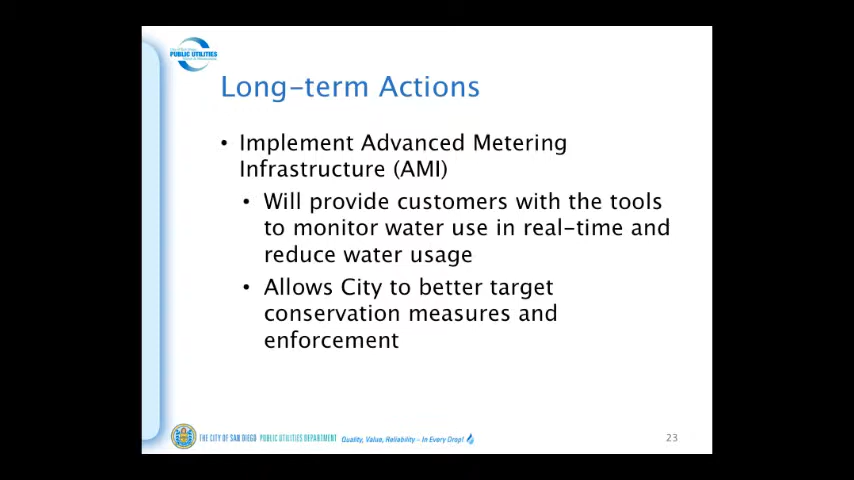 PUBLIC UTILITIES
Long-term Actions
• Implement Advanced Metering
Infrastructure (AMI)
• Will provide customers with the tools
to monitor water use in real-time and
reduce water usage
• Allows City to better target
conservation measures and
enforcement
THE CITY OF SAN DIEGO PUBLIC UTILITIES DEPARTMENT Quality, Value, Reliability – In Every Drop!
23